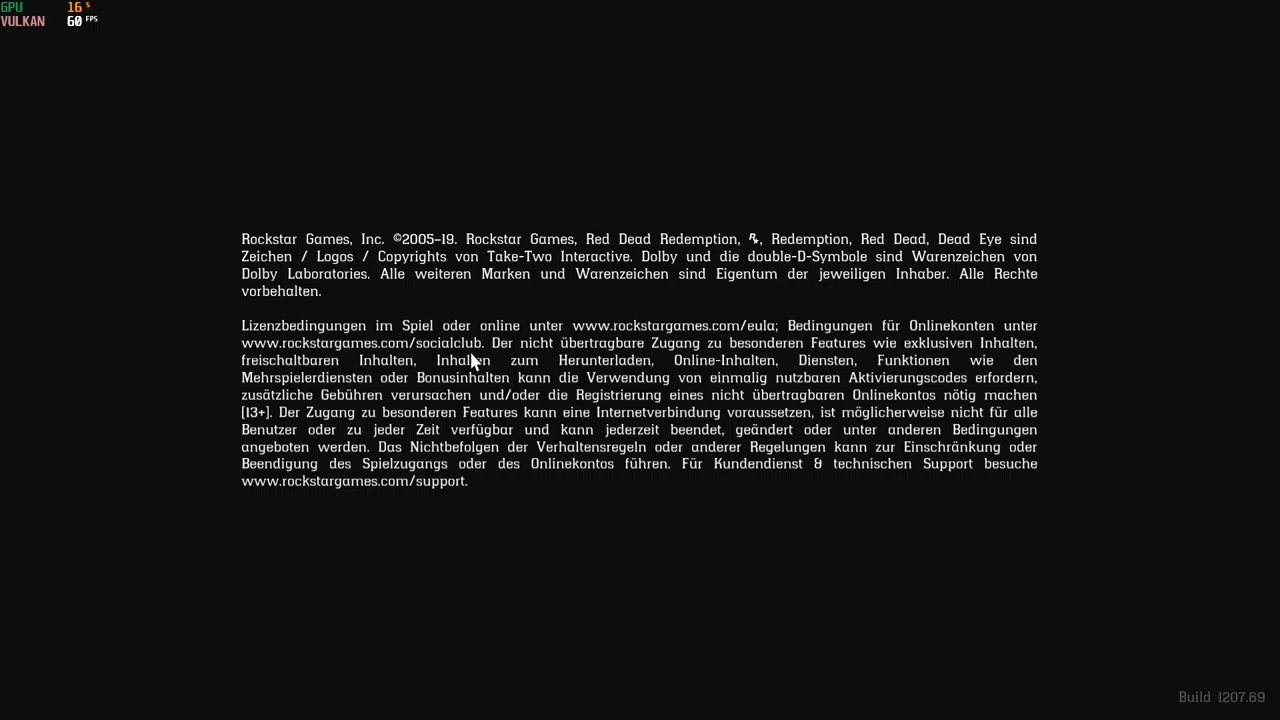 GPU 16 %
VULKAN 60 FPS
Rockstar Games, Inc. ©2005–19. Rockstar Games, Red Dead Redemption, R*, Redemption, Red Dead, Dead Eye sind
Zeichen / Logos / Copyrights von Take-Two Interactive. Dolby und die double-D-Symbole sind Warenzeichen von
Dolby Laboratories. Alle weiteren Marken und Warenzeichen sind Eigentum der jeweiligen Inhaber. Alle Rechte
vorbehalten.
Lizenzbedingungen im Spiel oder online unter www.rockstargames.com/eula; Bedingungen für Onlinekonten unter
www.rockstargames.com/socialclub. Der nicht übertragbare Zugang zu besonderen Features wie exklusiven Inhalten,
freischaltbaren Inhalten, Inhalten zum Herunterladen, Online-Inhalten, Diensten, Funktionen wie den
Mehrspielerdiensten oder Bonusinhalten kann die Verwendung von einmalig nutzbaren Aktivierungscodes erfordern,
zusätzliche Gebühren verursachen und/oder die Registrierung eines nicht übertragbaren Onlinekontos nötig machen
(13+). Der Zugang zu besonderen Features kann eine Internetverbindung voraussetzen, ist möglicherweise nicht für alle
Benutzer oder zu jeder Zeit verfügbar und kann jederzeit beendet, geändert oder unter anderen Bedingungen
angeboten werden. Das Nichtbefolgen der Verhaltensregeln oder anderer Regelungen kann zur Einschränkung oder
Beendigung des Spielzugangs oder des Onlinekontos führen. Für Kundendienst & technischen Support besuche
www.rockstargames.com/support.
Build 1207.69